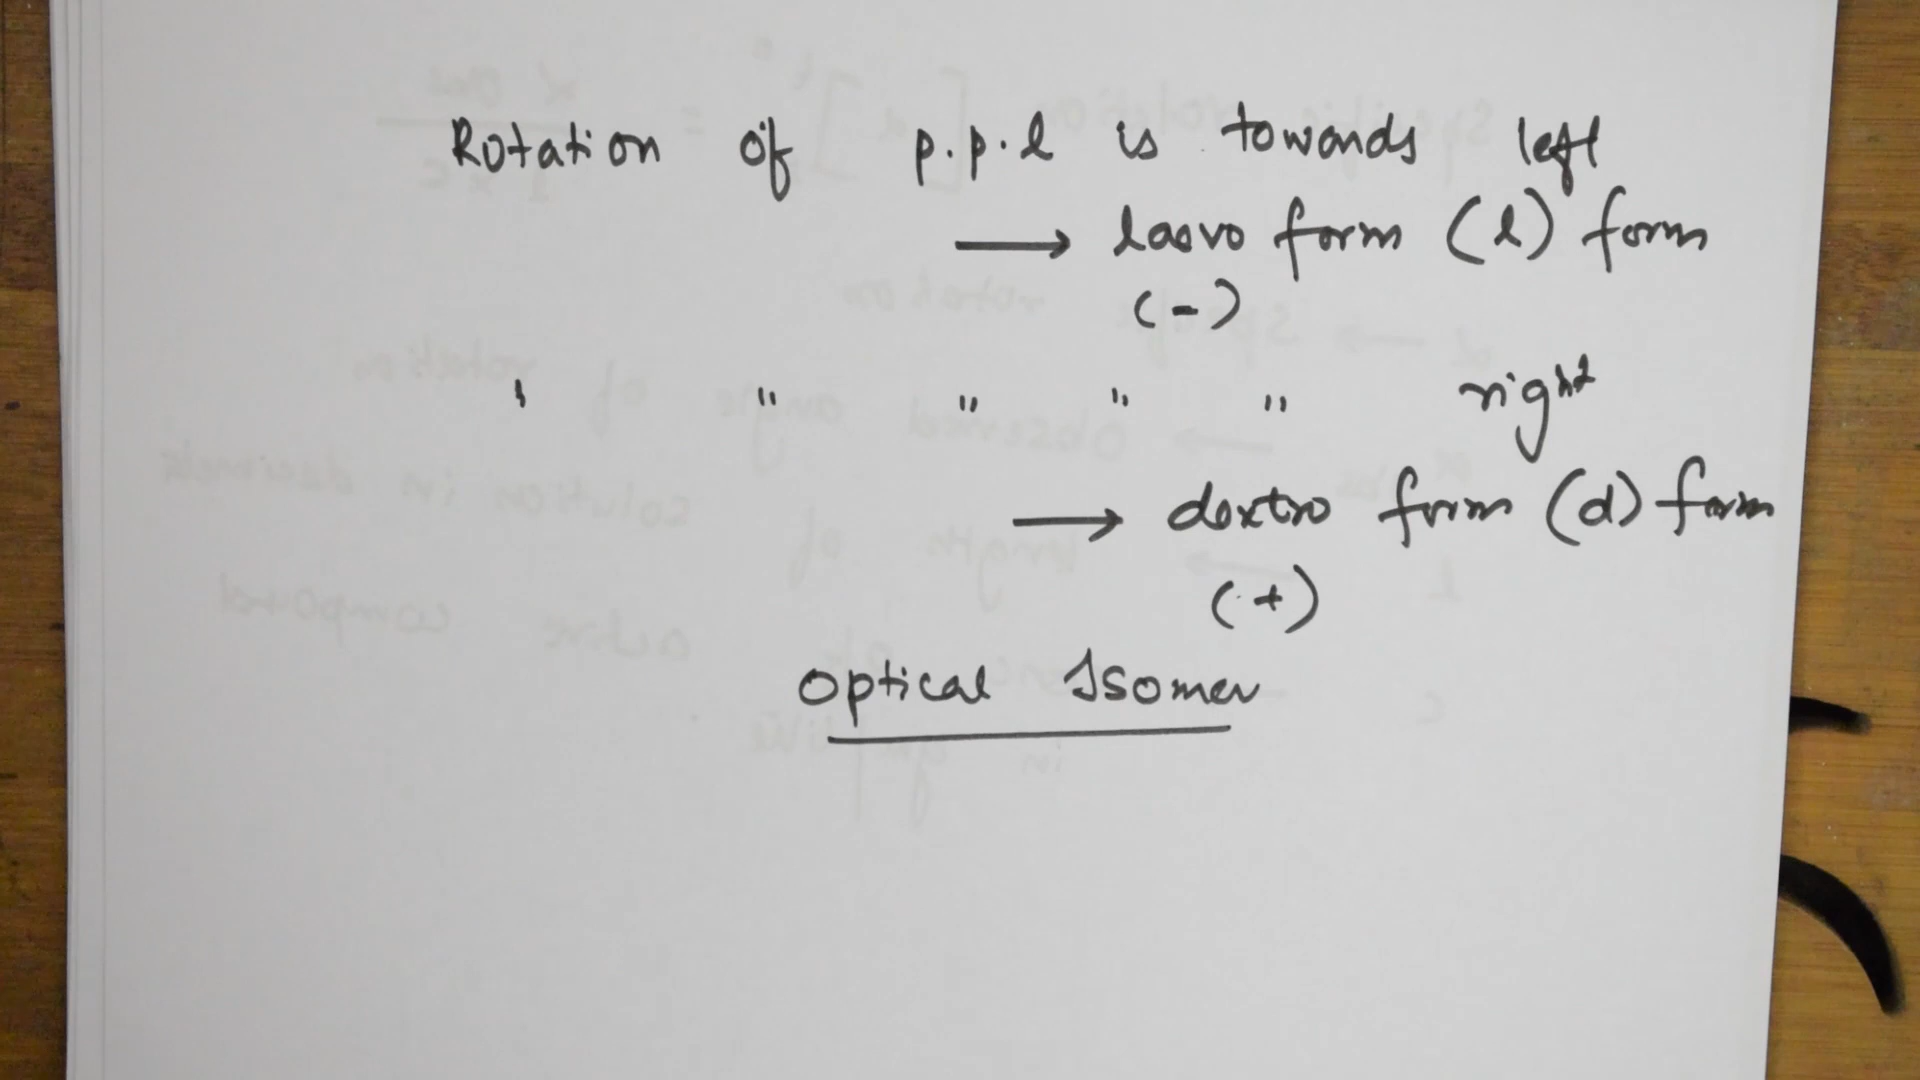 Rotation of p.p.l is towards left
→ laevo form (l) form
(-)
" " " " " right
→ dextro form (d) form
(+)
Optical Isomer